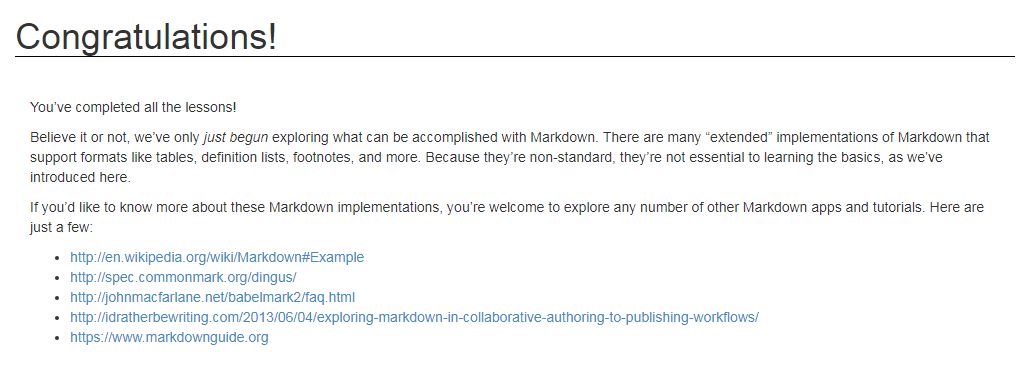 Congratulations!
You’ve completed all the lessons!
Believe it or not, we’ve only just begun exploring what can be accomplished with Markdown. There are many “extended” implementations of Markdown that
support formats like tables, definition lists, footnotes, and more. Because they’re non-standard, they’re not essential to learning the basics, as we’ve
introduced here.
If you’d like to know more about these Markdown implementations, you’re welcome to explore any number of other Markdown apps and tutorials. Here are
just a few:
• http://en.wikipedia.org/wiki/Markdown#Example
• http://spec.commonmark.org/dingus/
• http://johnmacfarlane.net/babelmark2/faq.html
• http://idratherbewriting.com/2013/06/04/exploring-markdown-in-collaborative-authoring-to-publishing-workflows/
• https://www.markdownguide.org